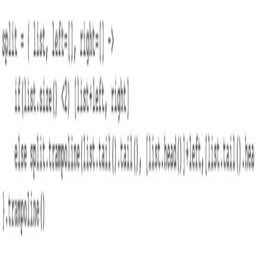 split = { list, left=[], right=[] ->
if(list.size() <2) [list+left, right]
else split.trampoline(list.tail().tail(), [list.head()]+left,[list.tail().hea
}.trampoline()